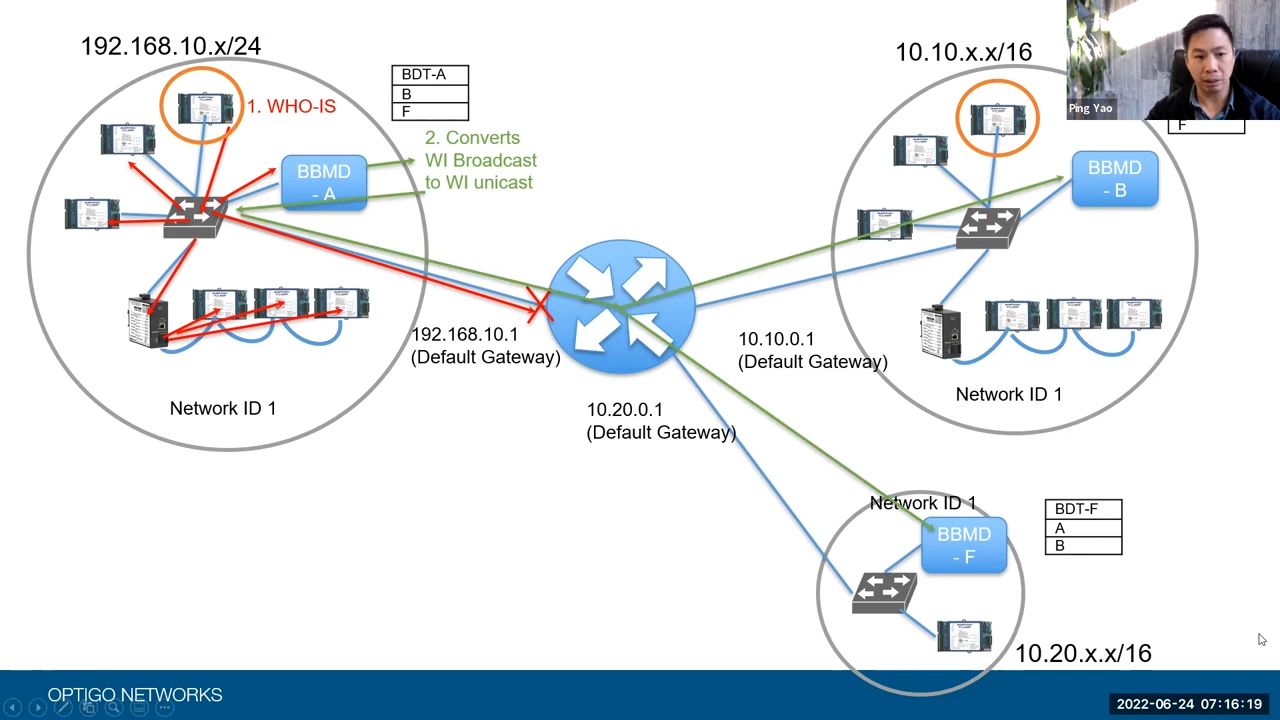 192.168.10.x/24
1. WHO-IS
BDT-A
B
F
2. Converts
WI Broadcast
to WI unicast
BBMD
- A
Network ID 1
192.168.10.1
(Default Gateway)
10.10.x.x/16
Ping Yao
F
BBMD
- B
Network ID 1
10.10.0.1
(Default Gateway)
10.20.0.1
(Default Gateway)
Network ID 1
BBMD
- F
BDT-F
A
B
10.20.x.x/16
OPTIGO NETWORKS
2022-06-24 07:16:19